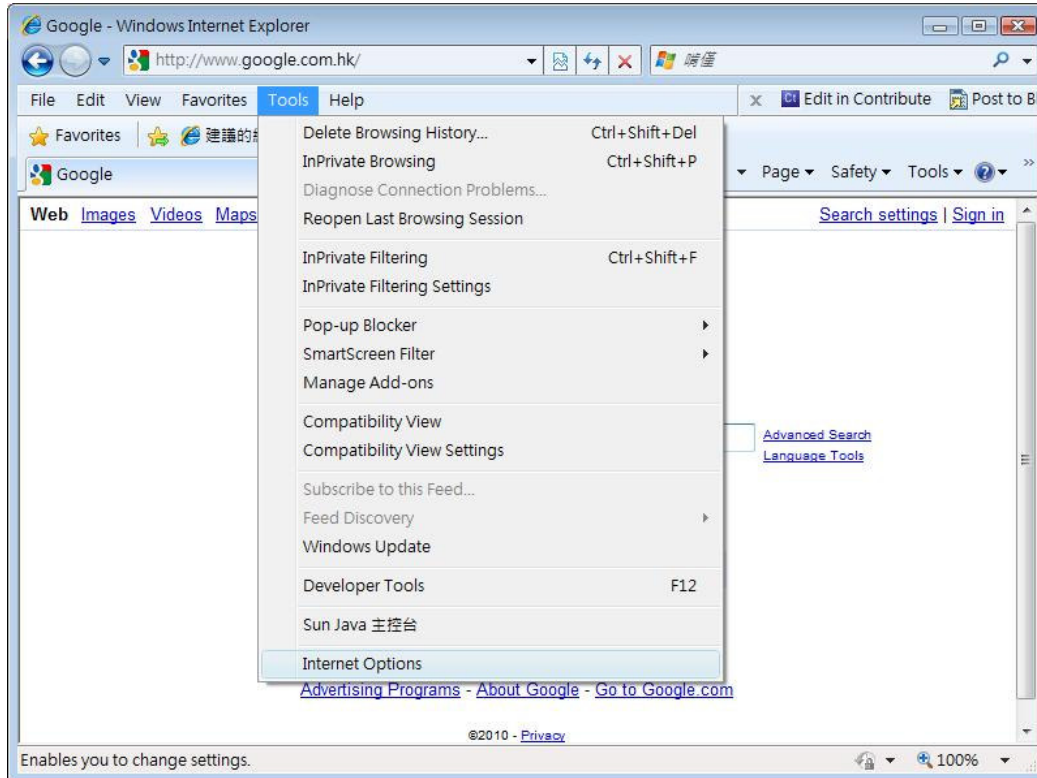 Google - Windows Internet Explorer
http://www.google.com.hk/
File Edit View Favorites Tools Help x Edit in Contribute Post to B
Favorites 建議的
Google Page Safety Tools
Web Images Videos Maps Search settings | Sign in
Delete Browsing History... Ctrl+Shift+Del
InPrivate Browsing Ctrl+Shift+P
Diagnose Connection Problems...
Reopen Last Browsing Session
InPrivate Filtering Ctrl+Shift+F
InPrivate Filtering Settings
Pop-up Blocker
SmartScreen Filter
Manage Add-ons
Compatibility View
Compatibility View Settings
Advanced Search
Language Tools
Subscribe to this Feed...
Feed Discovery
Windows Update
Developer Tools F12
Sun Java 主控台
Internet Options
Advertising Programs - About Google - Go to Google.com
©2010 - Privacy
Enables you to change settings. 100%